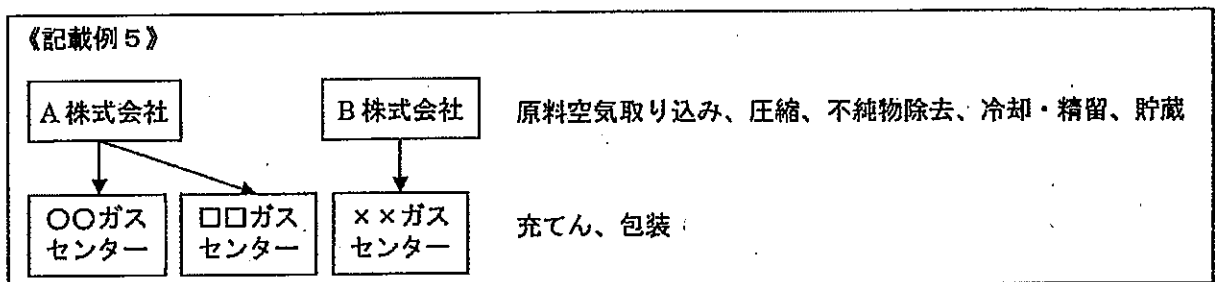 《記載例5》
A株式会社
B株式会社
原料空気取り込み、圧縮、不純物除去、冷却・精留、貯蔵
〇〇ガス
センター
□□ガス
センター
××ガス
センター
充てん、包装